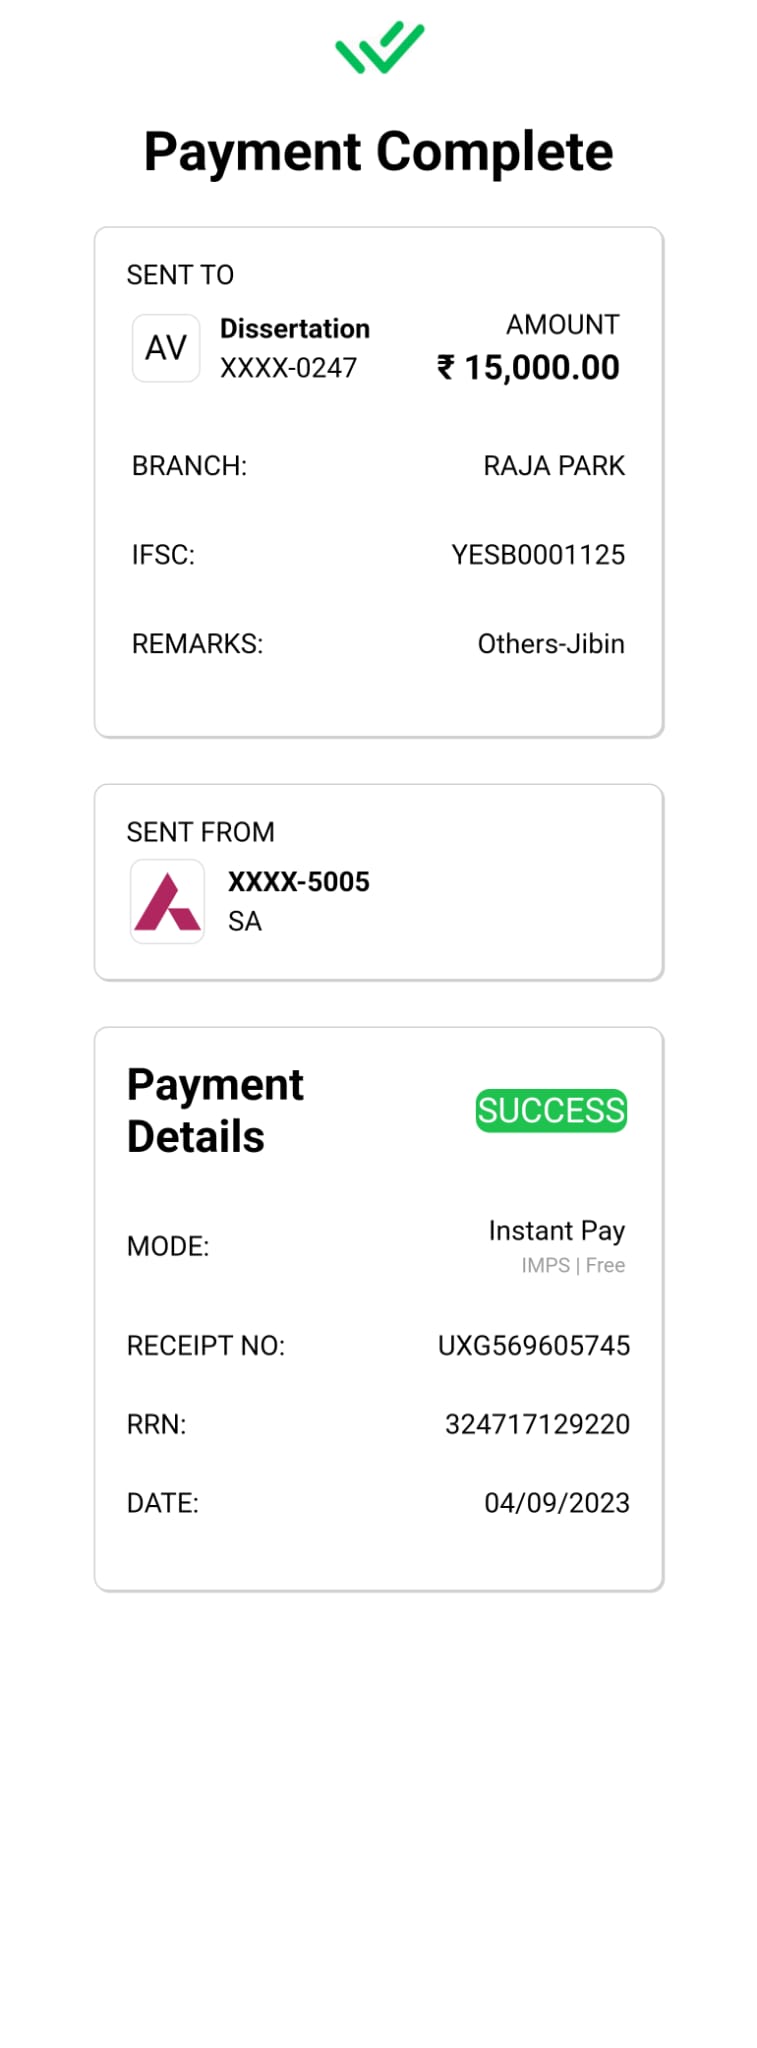 Payment Complete
SENT TO
AV
Dissertation
XXXX-0247
AMOUNT
₹ 15,000.00
BRANCH: RAJA PARK
IFSC: YESB0001125
REMARKS: Others-Jibin
SENT FROM
XXXX-5005
SA
Payment
Details
SUCCESS
MODE: Instant Pay
IMPS | Free
RECEIPT NO: UXG569605745
RRN: 324717129220
DATE: 04/09/2023